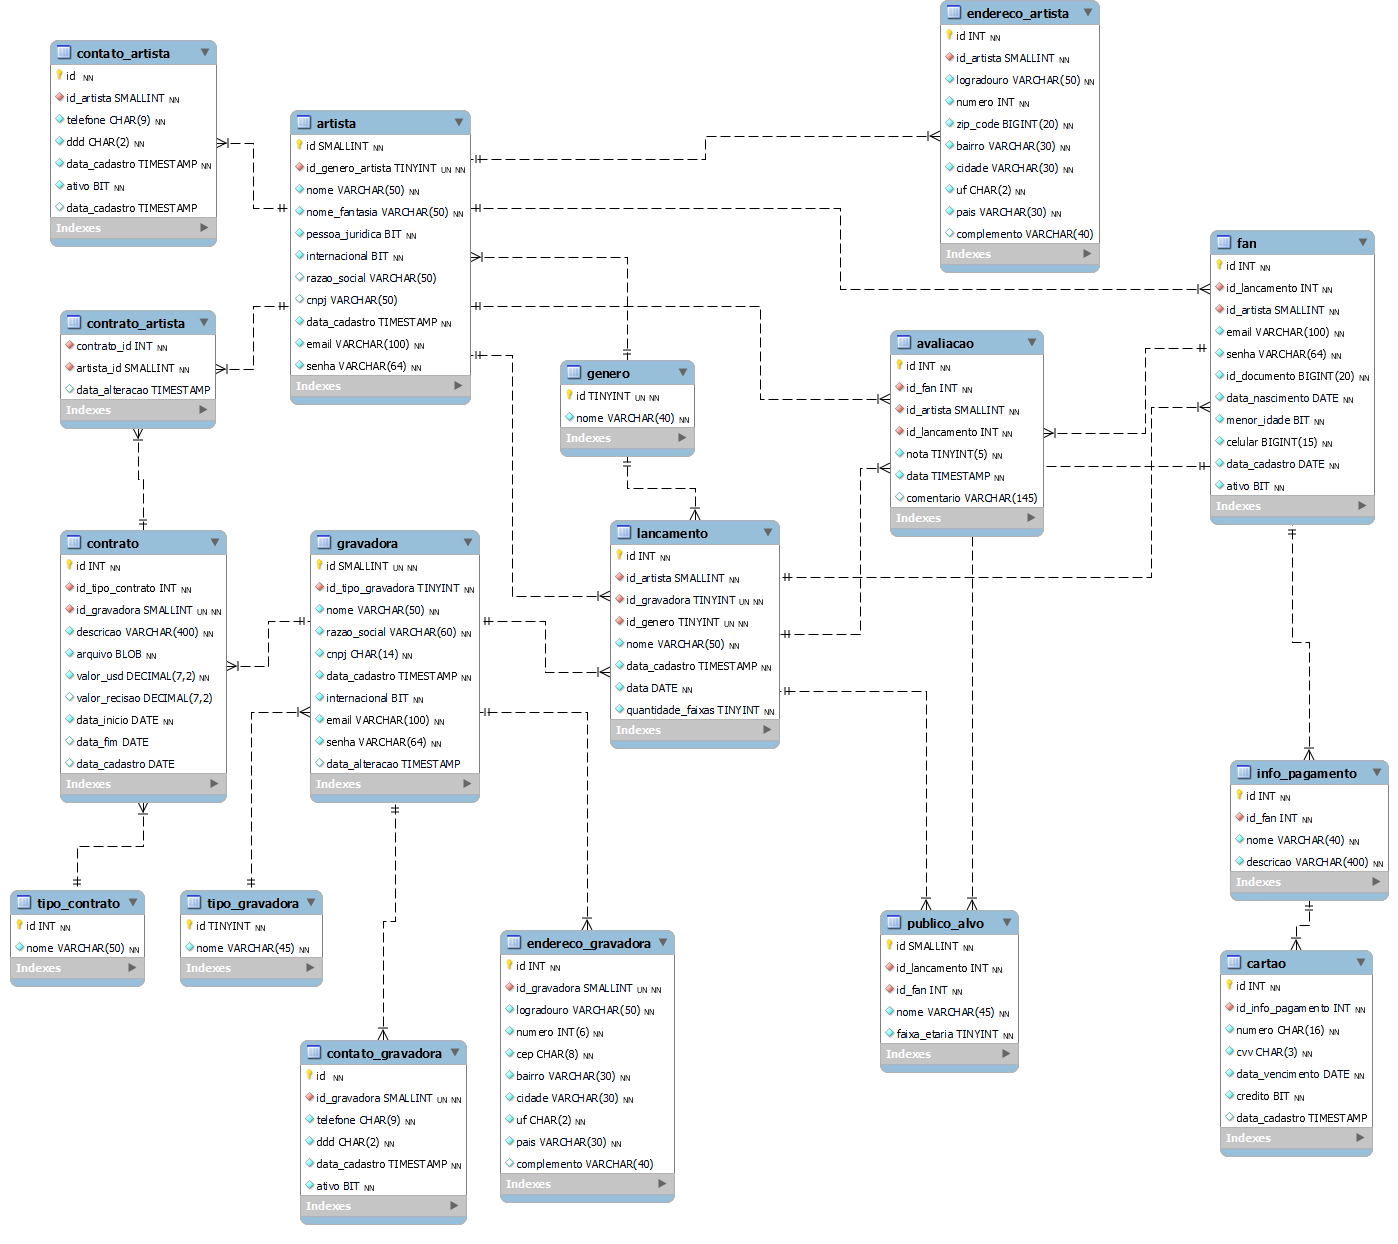 contato_artista
id NN
id_artista SMALLINT NN
telefone CHAR(9) NN
ddd CHAR(2) NN
data_cadastro TIMESTAMP NN
ativo BIT NN
data_cadastro TIMESTAMP
Indexes
artista
id SMALLINT NN
id_genero_artista TINYINT UN NN
nome VARCHAR(50) NN
nome_fantasia VARCHAR(50) NN
pessoa_juridica BIT NN
internacional BIT NN
razao_social VARCHAR(50)
cnpj VARCHAR(50)
data_cadastro TIMESTAMP NN
email VARCHAR(100) NN
senha VARCHAR(64) NN
Indexes
endereco_artista
id INT NN
id_artista SMALLINT NN
logradouro VARCHAR(50) NN
numero INT NN
zip_code BIGINT(20) NN
bairro VARCHAR(30) NN
cidade VARCHAR(30) NN
uf CHAR(2) NN
pais VARCHAR(30) NN
complemento VARCHAR(40)
Indexes
fan
id INT NN
id_lancamento INT NN
id_artista SMALLINT NN
email VARCHAR(100) NN
senha VARCHAR(64) NN
id_documento BIGINT(20) NN
data_nascimento DATE NN
menor_idade BIT NN
celular BIGINT(15) NN
data_cadastro DATE NN
ativo BIT NN
Indexes
contrato_artista
contrato_id INT NN
artista_id SMALLINT NN
data_alteracao TIMESTAMP
Indexes
genero
id TINYINT UN NN
nome VARCHAR(40) NN
Indexes
avaliacao
id INT NN
id_fan INT NN
id_artista SMALLINT NN
id_lancamento INT NN
nota TINYINT(5) NN
data TIMESTAMP NN
comentario VARCHAR(145)
Indexes
contrato
id INT NN
id_tipo_contrato INT NN
id_gravadora SMALLINT UN NN
descricao VARCHAR(400) NN
arquivo BLOB NN
valor_usd DECIMAL(7,2) NN
valor_recisao DECIMAL(7,2)
data_inicio DATE NN
data_fim DATE
data_cadastro DATE
Indexes
gravadora
id SMALLINT UN NN
id_tipo_gravadora TINYINT NN
nome VARCHAR(50) NN
razao_social VARCHAR(60) NN
cnpj CHAR(14) NN
data_cadastro TIMESTAMP NN
internacional BIT NN
email VARCHAR(100) NN
senha VARCHAR(64) NN
data_alteracao TIMESTAMP
Indexes
lancamento
id INT NN
id_artista SMALLINT NN
id_gravadora TINYINT UN NN
id_genero TINYINT UN NN
nome VARCHAR(50) NN
data_cadastro TIMESTAMP NN
data DATE NN
quantidade_faixas TINYINT NN
Indexes
info_pagamento
id INT NN
id_fan INT NN
nome VARCHAR(40) NN
descricao VARCHAR(400) NN
Indexes
tipo_contrato
id INT NN
nome VARCHAR(50) NN
Indexes
tipo_gravadora
id TINYINT NN
nome VARCHAR(45) NN
Indexes
endereco_gravadora
id INT NN
id_gravadora SMALLINT UN NN
logradouro VARCHAR(50) NN
numero INT(6) NN
cep CHAR(8) NN
bairro VARCHAR(30) NN
cidade VARCHAR(30) NN
uf CHAR(2) NN
pais VARCHAR(30) NN
complemento VARCHAR(40)
Indexes
publico_alvo
id SMALLINT NN
id_lancamento INT NN
id_fan INT NN
nome VARCHAR(45) NN
faixa_etaria TINYINT NN
Indexes
cartao
id INT NN
id_info_pagamento INT NN
numero CHAR(16) NN
cvv CHAR(3) NN
data_vencimento DATE NN
credito BIT NN
data_cadastro TIMESTAMP
Indexes
contato_gravadora
id NN
id_gravadora SMALLINT UN NN
telefone CHAR(9) NN
ddd CHAR(2) NN
data_cadastro TIMESTAMP NN
ativo BIT NN
Indexes